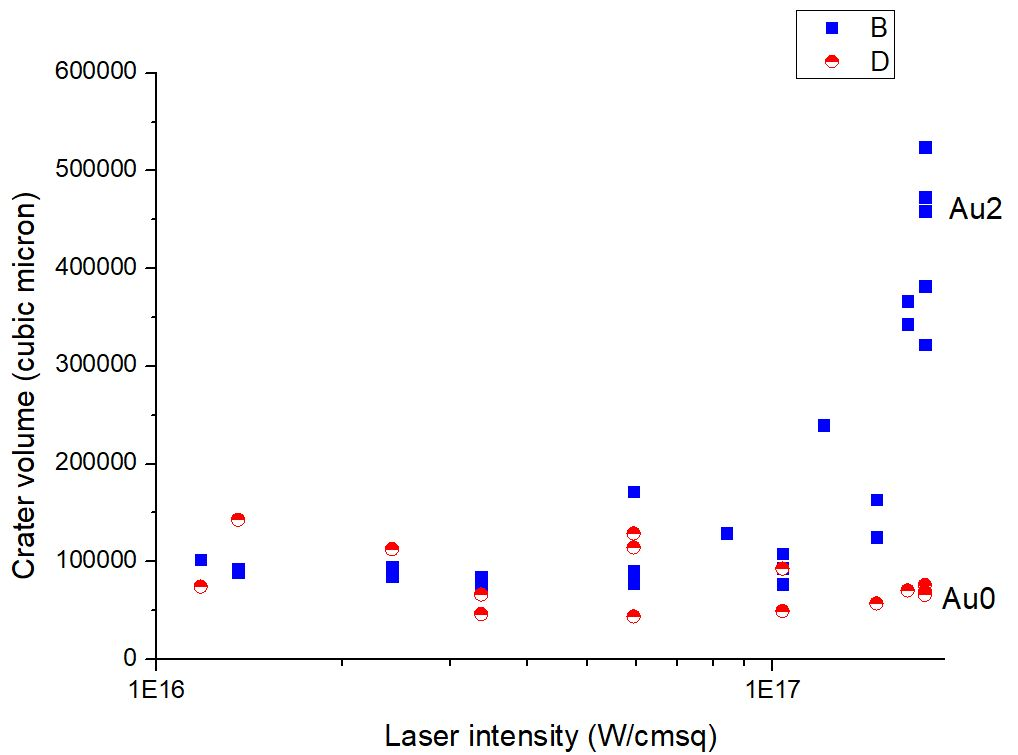 B
D
600000
500000
400000
300000
200000
100000
0
Au2
Au0
1E16
1E17
Crater volume (cubic micron)
Laser intensity (W/cmsq)